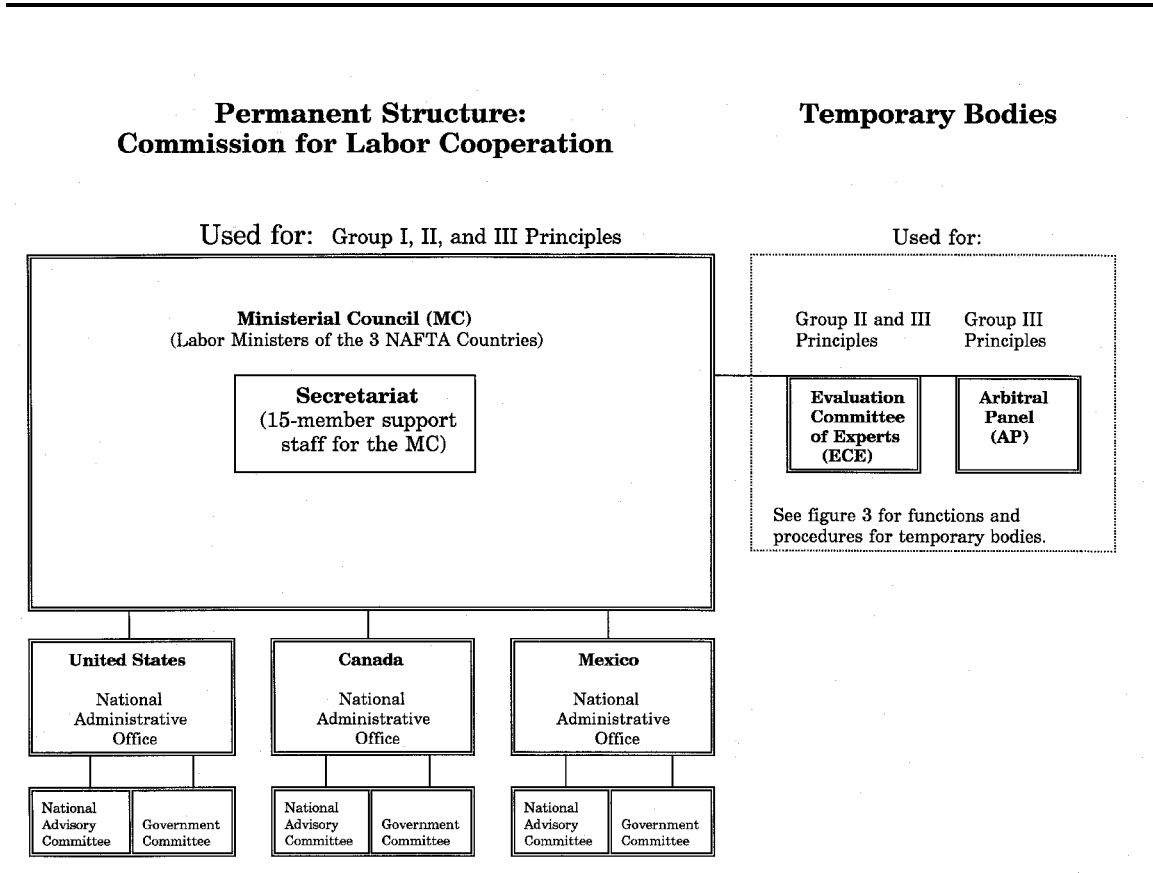 Permanent Structure:
Commission for Labor Cooperation
Temporary Bodies
Used for: Group I, II, and III Principles
Ministerial Council (MC)
(Labor Ministers of the 3 NAFTA Countries)
Secretariat
(15-member support
staff for the MC)
Used for:
Group II and III
Principles
Group III
Principles
Evaluation
Committee
of Experts
(ECE)
Arbitral
Panel
(AP)
See figure 3 for functions and
procedures for temporary bodies.
United States
National
Administrative
Office
Canada
National
Administrative
Office
Mexico
National
Administrative
Office
National
Advisory
Committee
Government
Committee
National
Advisory
Committee
Government
Committee
National
Advisory
Committee
Government
Committee